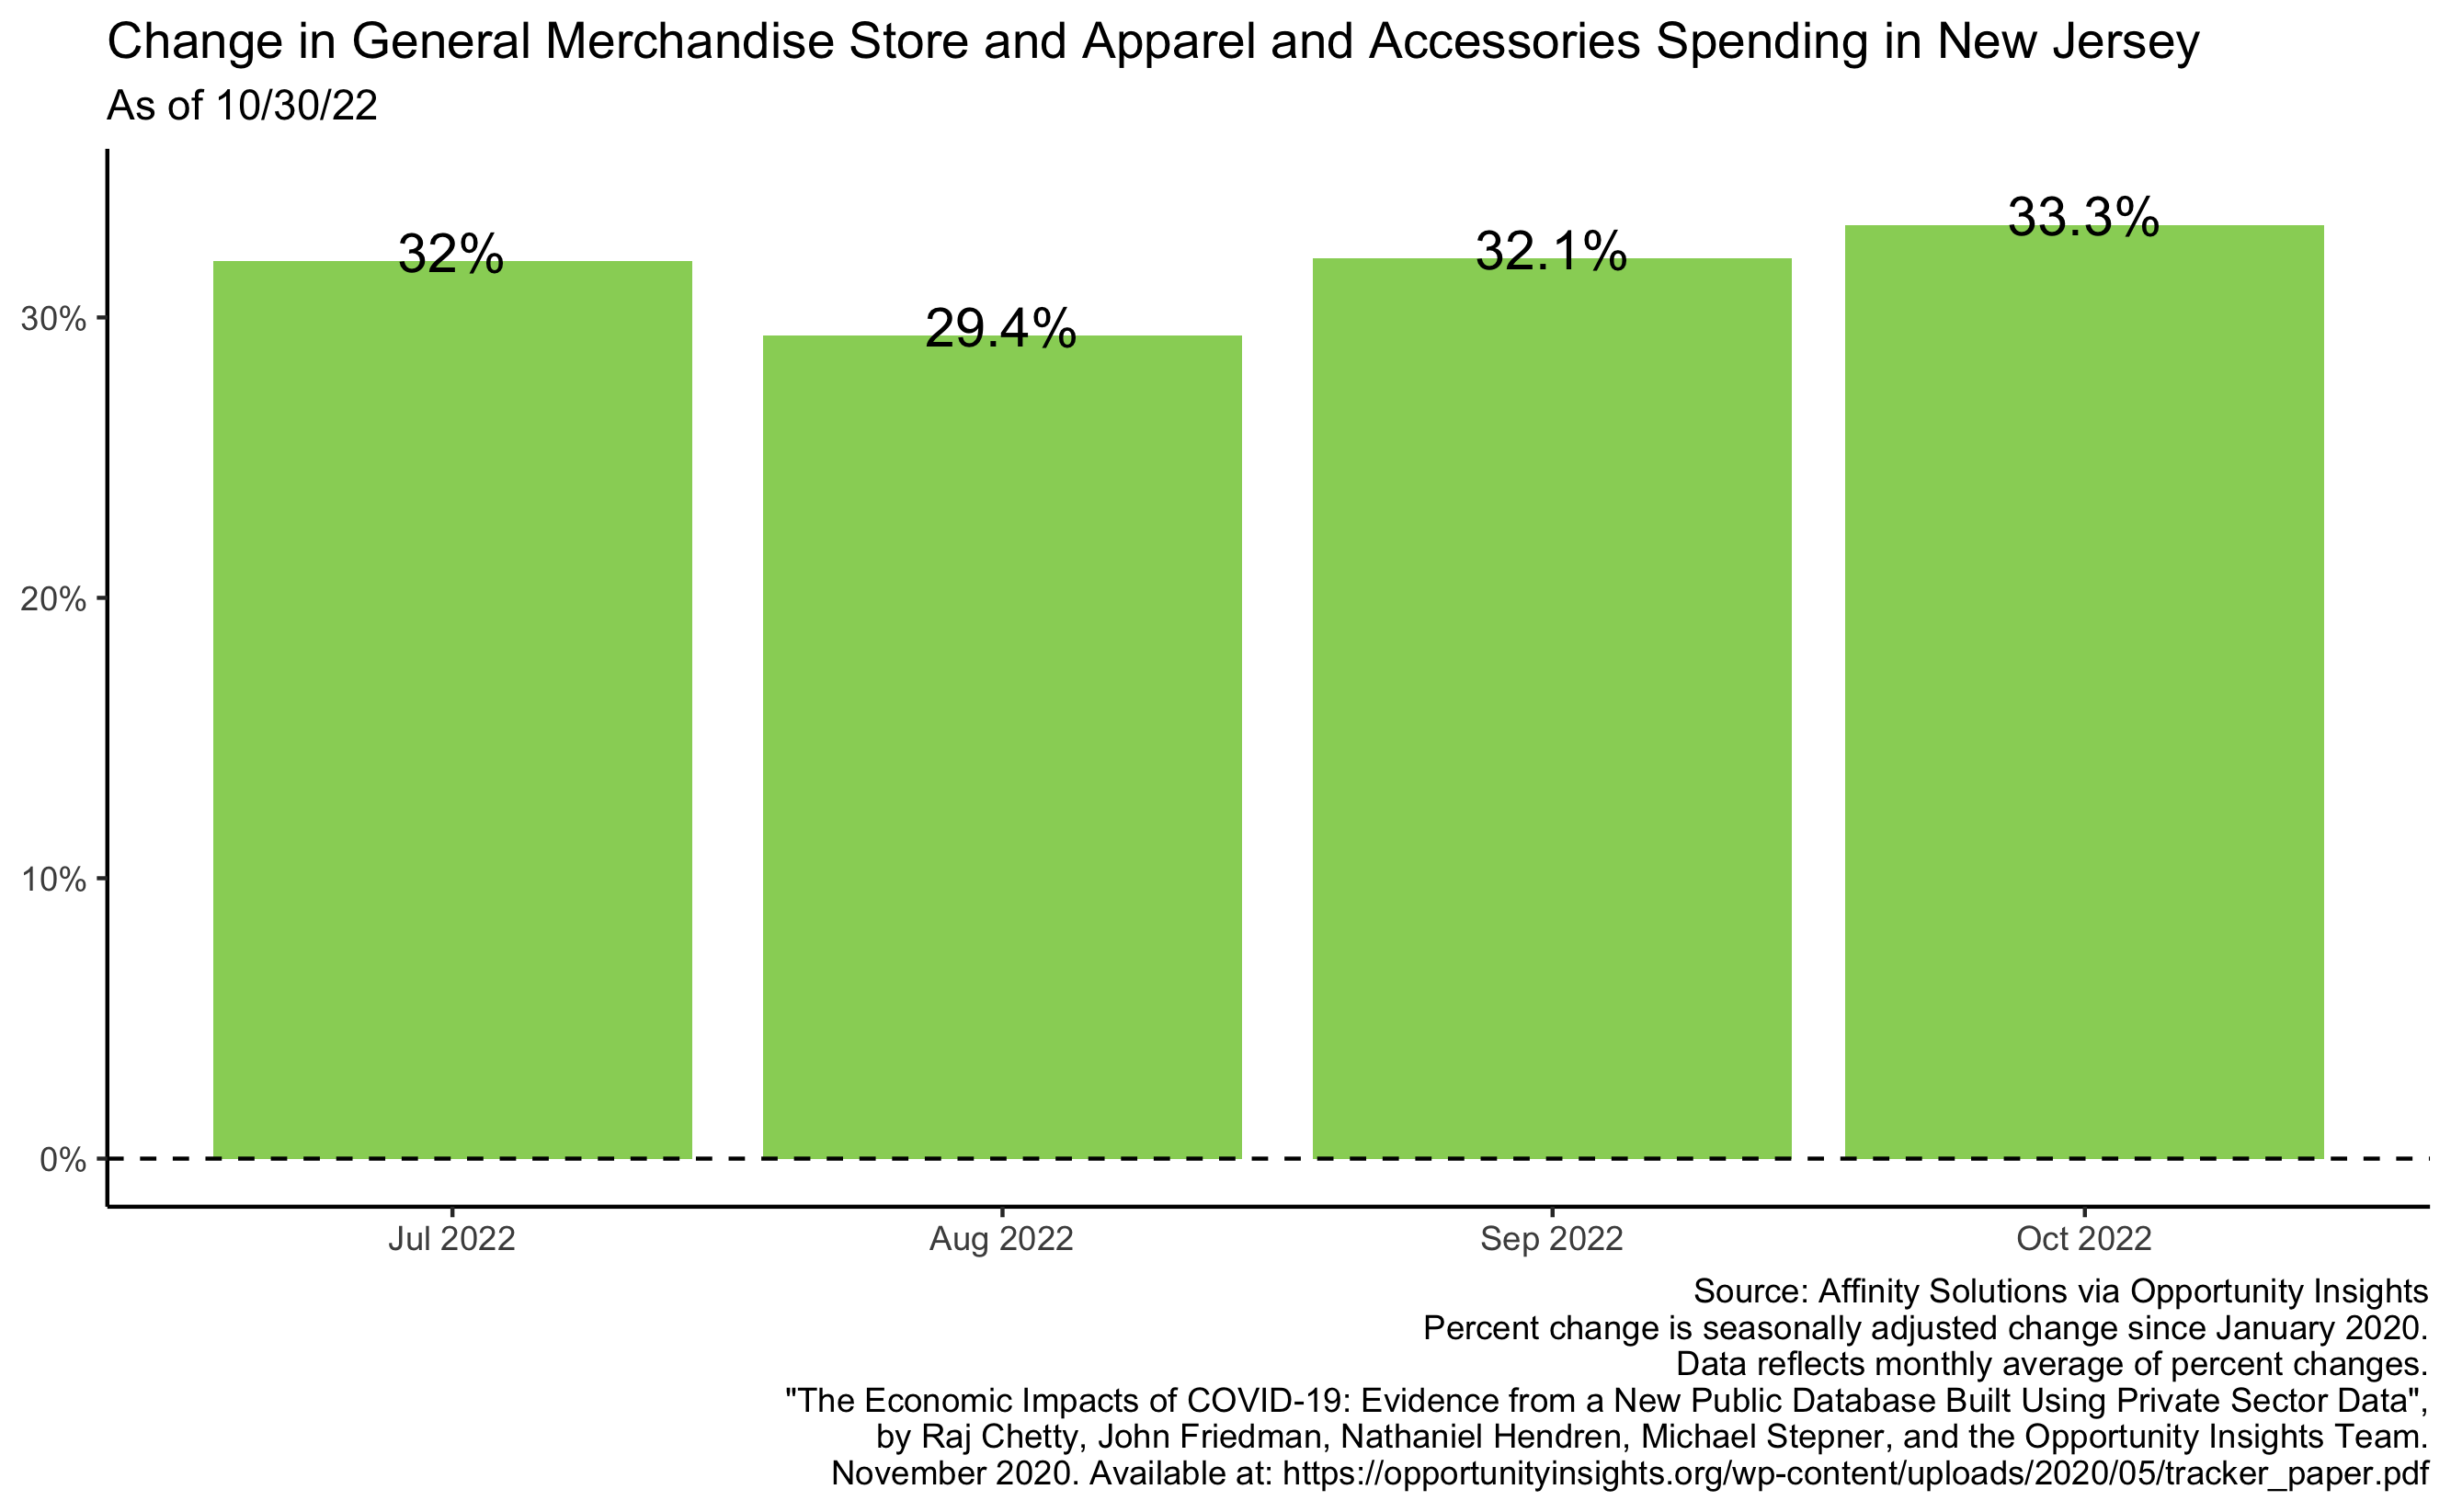 Change in General Merchandise Store and Apparel and Accessories Spending in New Jersey
As of 10/30/22
32%
29.4%
32.1%
33.3%
30%
20%
10%
0%
Jul 2022
Aug 2022
Sep 2022
Oct 2022
Source: Affinity Solutions via Opportunity Insights
Percent change is seasonally adjusted change since January 2020.
Data reflects monthly average of percent changes.
"The Economic Impacts of COVID-19: Evidence from a New Public Database Built Using Private Sector Data",
by Raj Chetty, John Friedman, Nathaniel Hendren, Michael Stepner, and the Opportunity Insights Team.
November 2020. Available at: https://opportunityinsights.org/wp-content/uploads/2020/05/tracker_paper.pdf